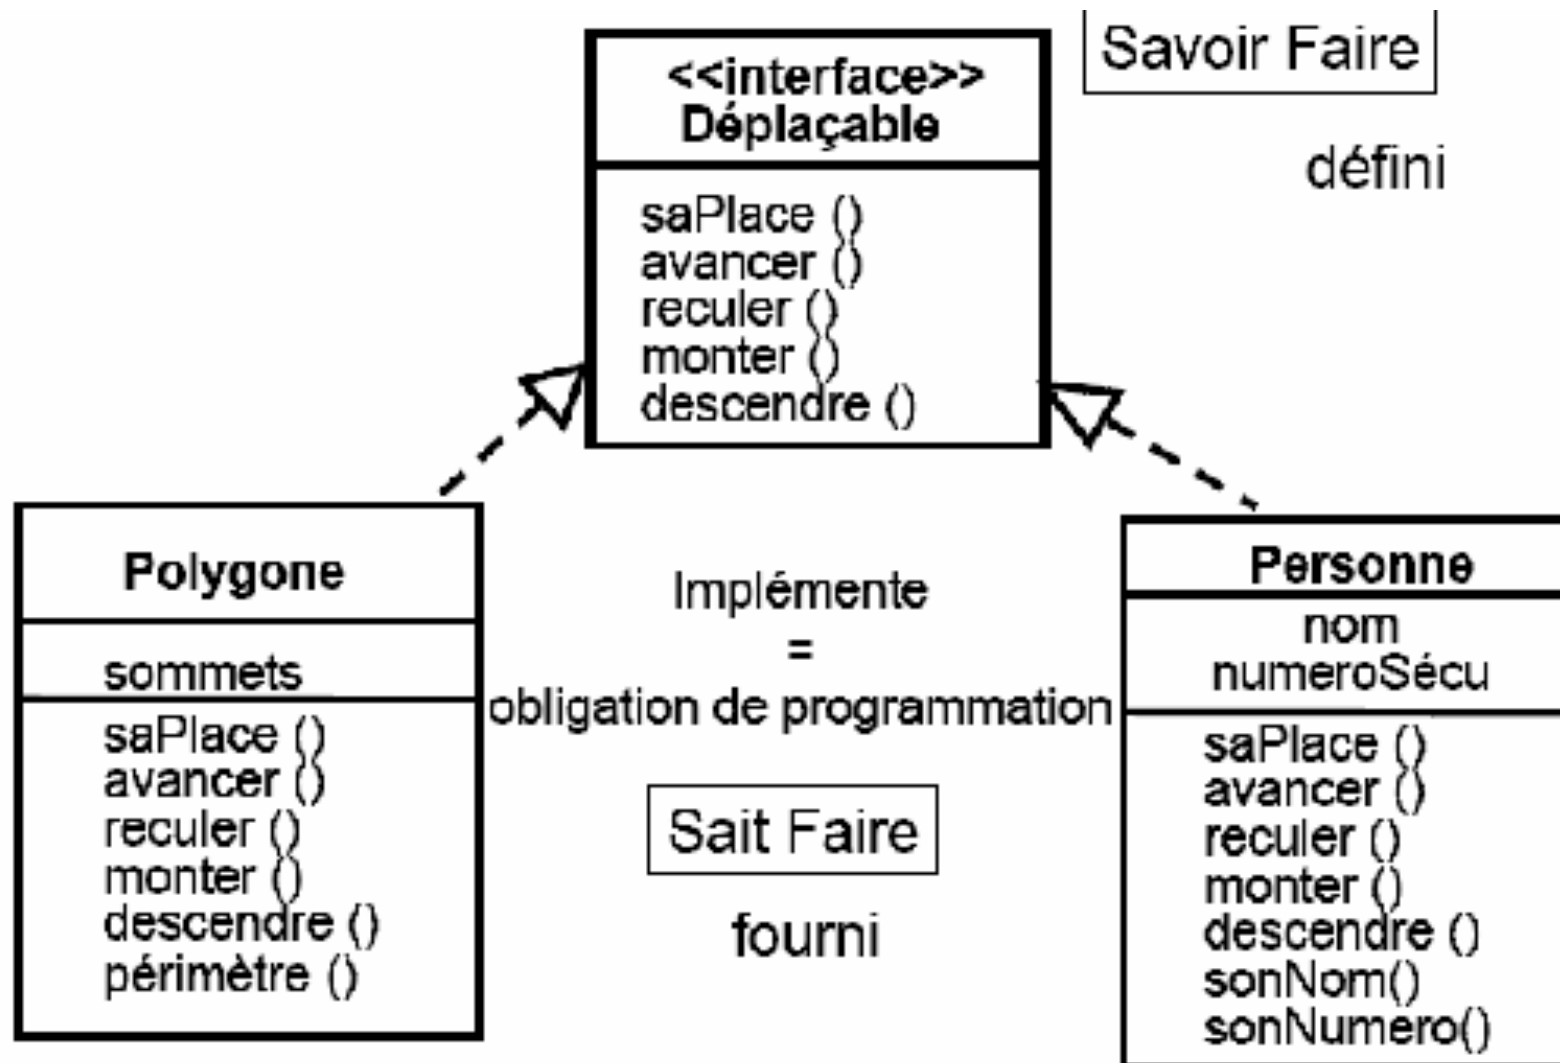 Savoir Faire
défini
<<interface>>
Déplaçable
saPlace ()
avancer ()
reculer ()
monter ()
descendre ()
Polygone
sommets
saPlace ()
avancer ()
reculer ()
monter ()
descendre ()
périmètre ()
Implémente
=
obligation de programmation
Sait Faire
fourni
Personne
nom
numeroSécu
saPlace ()
avancer ()
reculer ()
monter ()
descendre ()
sonNom()
sonNumero()